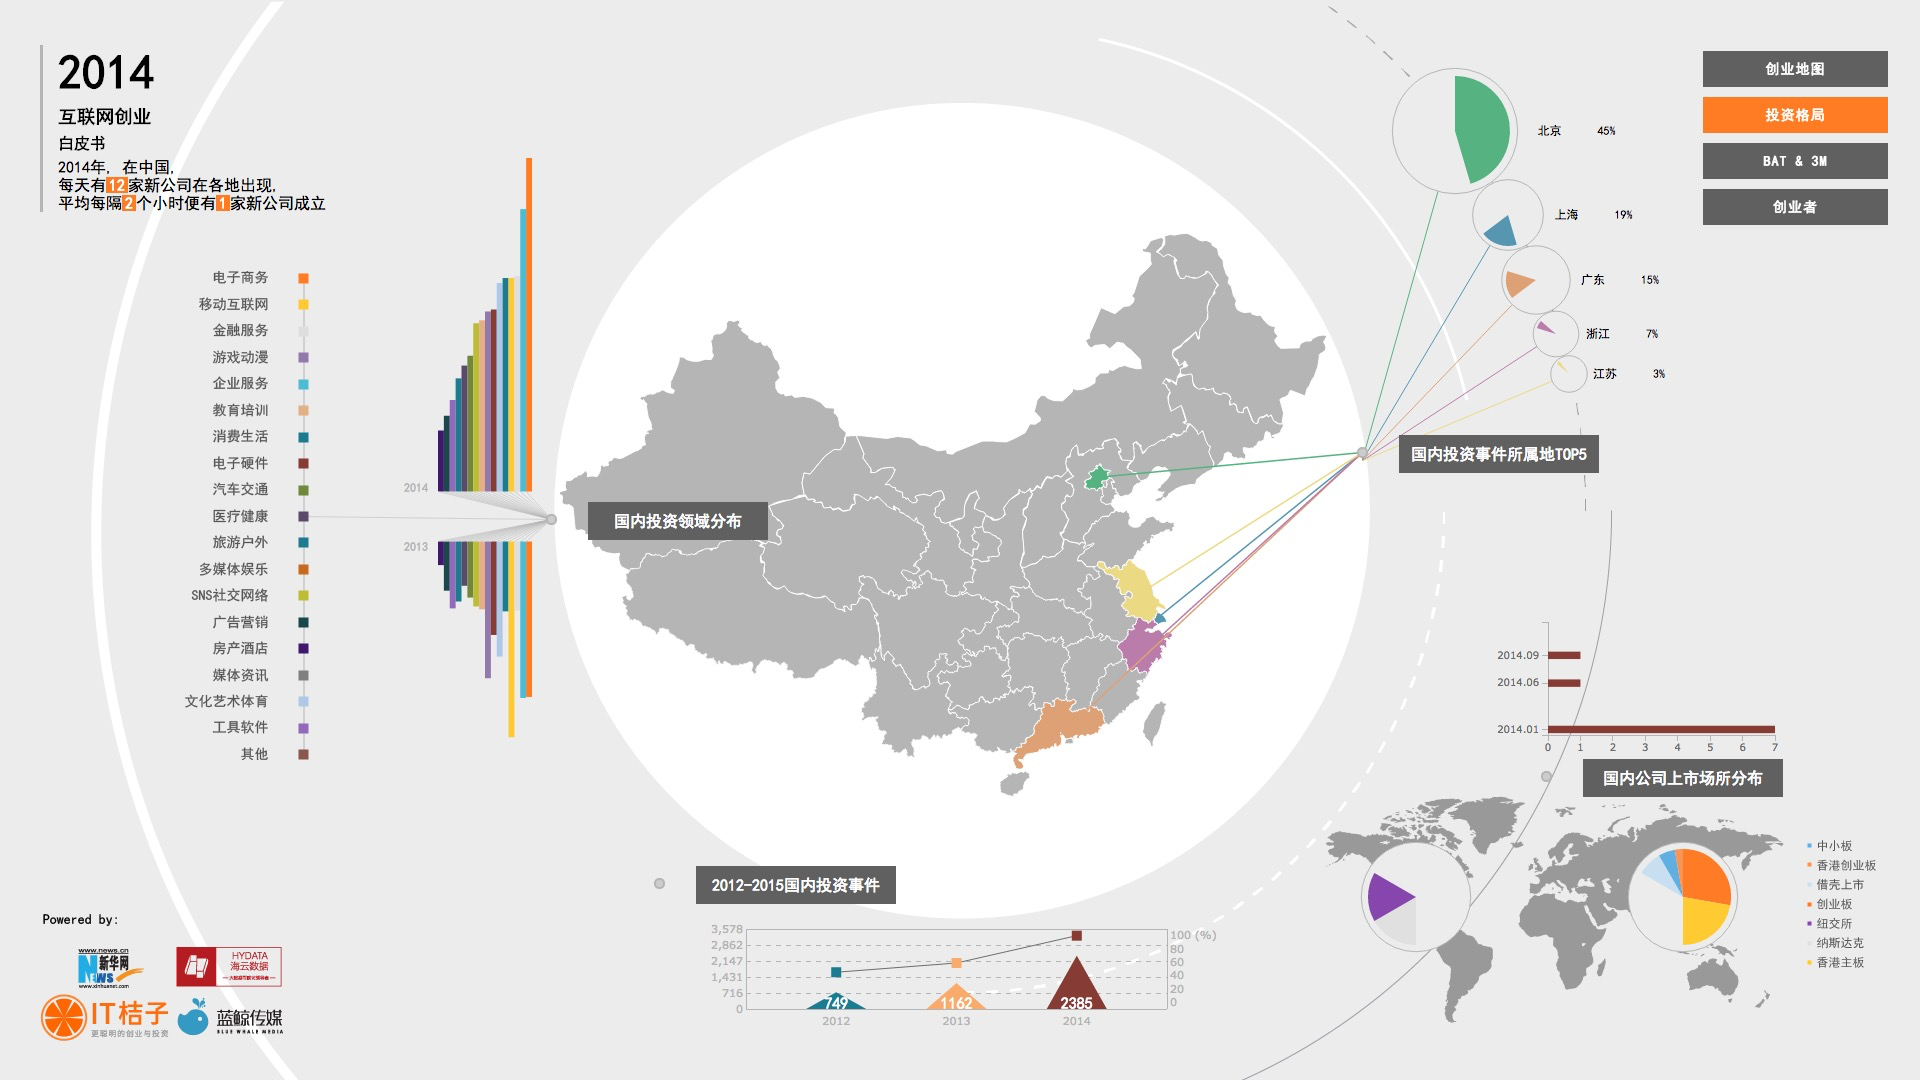 2014
互联网创业
白皮书
2014年, 在中国,
每天有12家新公司在各地出现,
平均每隔2个小时便有1家新公司成立
创业地图
投资格局
BAT & 3M
创业者
北京 45%
上海 19%
广东 15%
浙江 7%
江苏 3%
国内投资事件所属地TOP5
电子商务
移动互联网
金融服务
游戏动漫
企业服务
教育培训
消费生活
电子硬件
汽车交通
医疗健康
旅游户外
多媒体娱乐
SNS社交网络
广告营销
房产酒店
媒体资讯
文化艺术体育
工具软件
其他
2014
2013
国内投资领域分布
2014.09
2014.06
2014.01
0 1 2 3 4 5 6 7
国内公司上市场所分布
中小板
香港创业板
借壳上市
创业板
纽交所
纳斯达克
香港主板
2012-2015国内投资事件
3,578
2,862
2,147
1,431
716
0
100 (%)
80
60
40
20
0
749
1162
2385
2012 2013 2014
Powered by:
www.news.cn
新华网
NEWS
www.xinhuanet.com
HYDATA
海云数据
IT桔子
更聪明的创业与投资
蓝鲸传媒
BLUE WHALE MEDIA